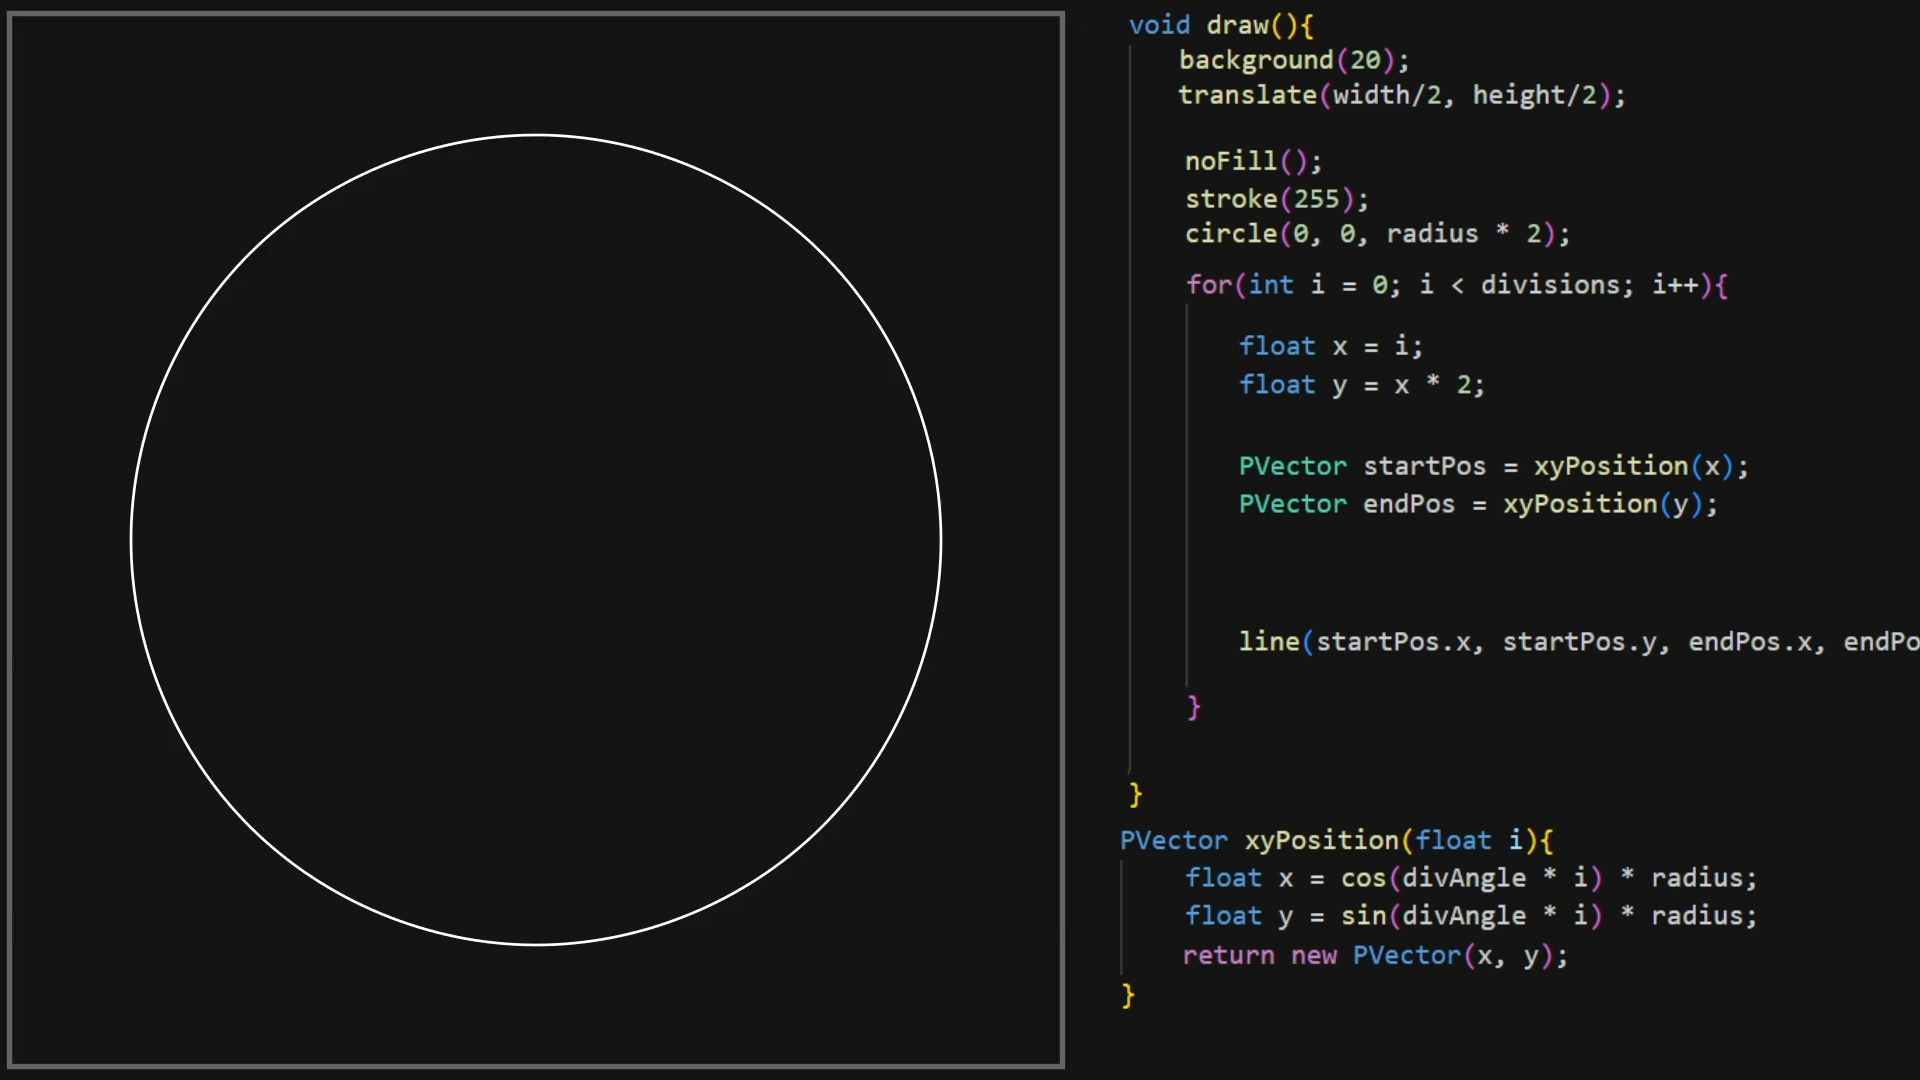 void draw(){
background(20);
translate(width/2, height/2);
noFill();
stroke(255);
circle(0, 0, radius * 2);
for(int i = 0; i < divisions; i++){
float x = i;
float y = x * 2;
PVector startPos = xyPosition(x);
PVector endPos = xyPosition(y);
line(startPos.x, startPos.y, endPos.x, endPo
}
}
PVector xyPosition(float i){
float x = cos(divAngle * i) * radius;
float y = sin(divAngle * i) * radius;
return new PVector(x, y);
}